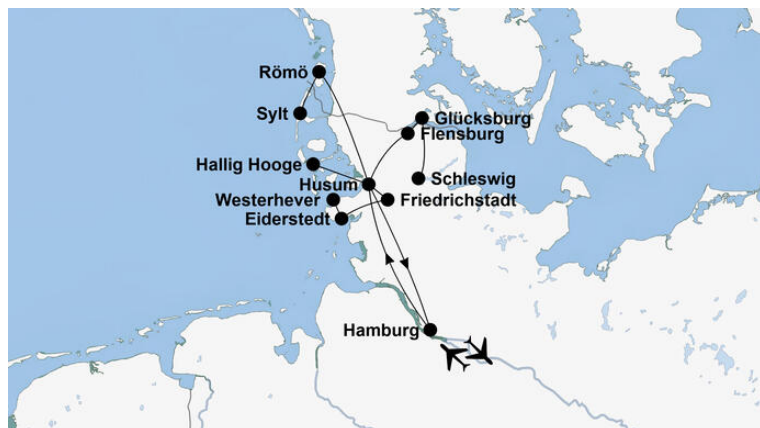 Römö
Sylt
Glücksburg
Flensburg
Hallig Hooge
Husum
Schleswig
Westerhever
Friedrichstadt
Eiderstedt
Hamburg